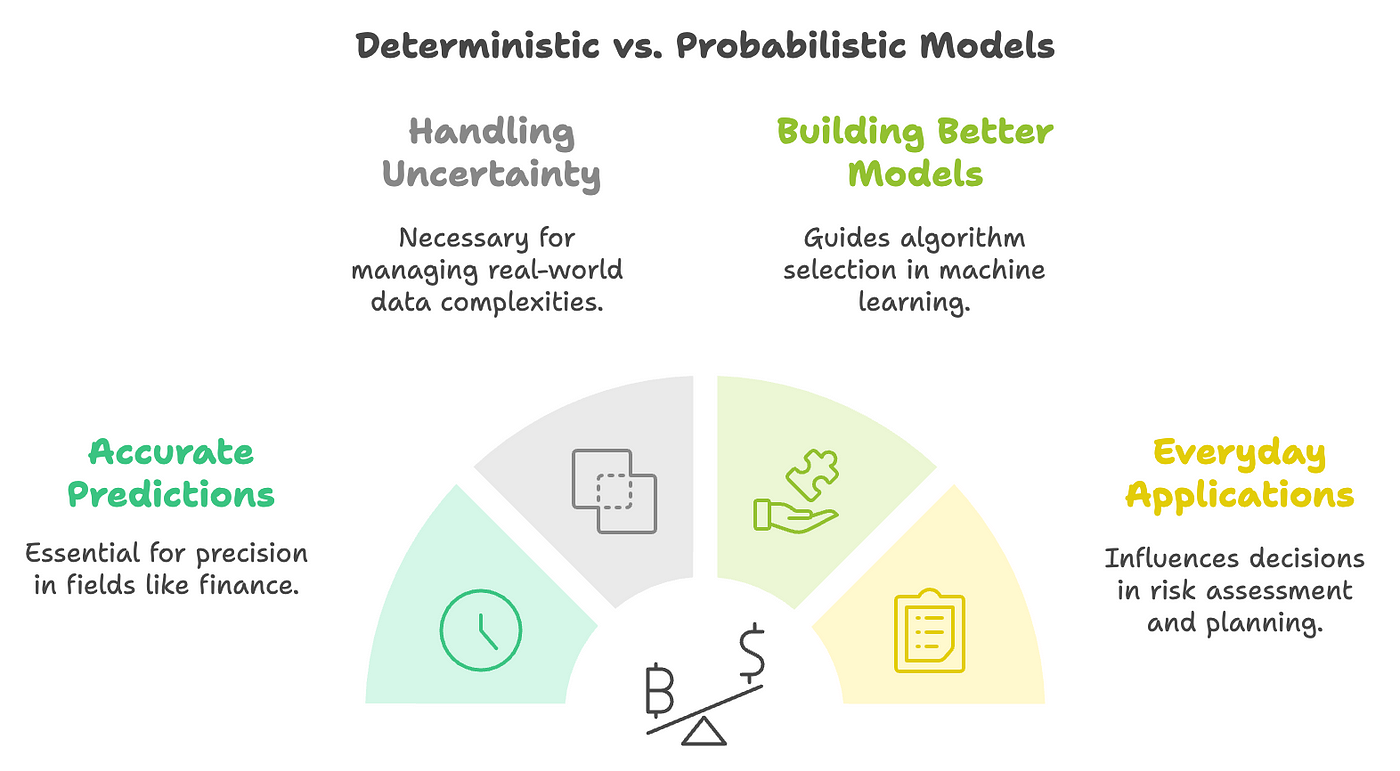 Deterministic vs. Probabilistic Models
Handling
Uncertainty
Necessary for
managing real-world
data complexities.
Building Better
Models
Guides algorithm
selection in machine
learning.
Accurate
Predictions
Essential for precision
in fields like finance.
Everyday
Applications
Influences decisions
in risk assessment
and planning.